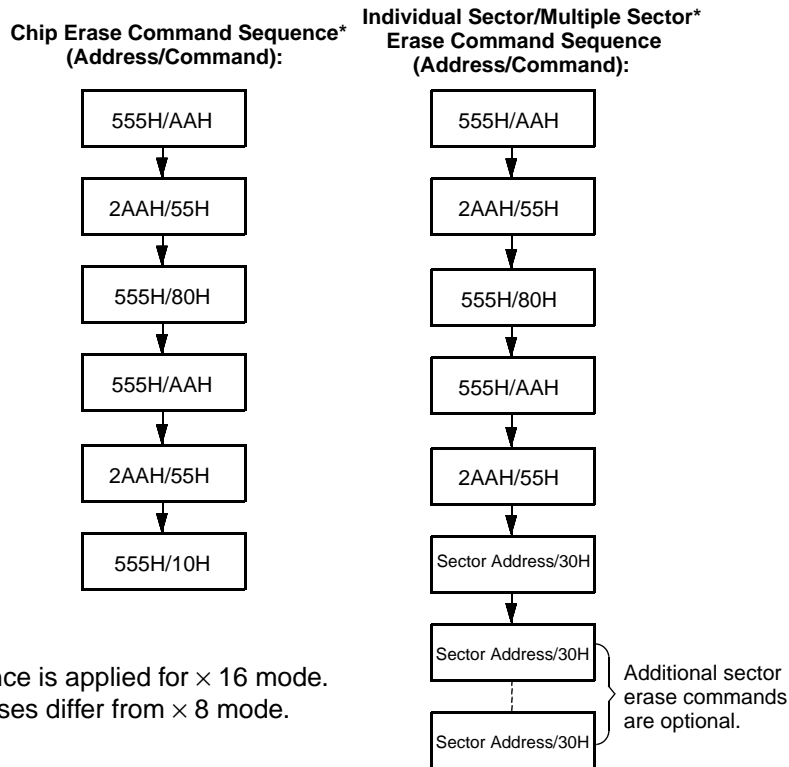 Chip Erase Command Sequence*
(Address/Command):
555H/AAH
2AAH/55H
555H/80H
555H/AAH
2AAH/55H
555H/10H
Individual Sector/Multiple Sector*
Erase Command Sequence
(Address/Command):
555H/AAH
2AAH/55H
555H/80H
555H/AAH
2AAH/55H
Sector Address/30H
Sector Address/30H
Sector Address/30H
Additional sector
erase commands
are optional.
is applied for × 16 mode.
differ from × 8 mode.